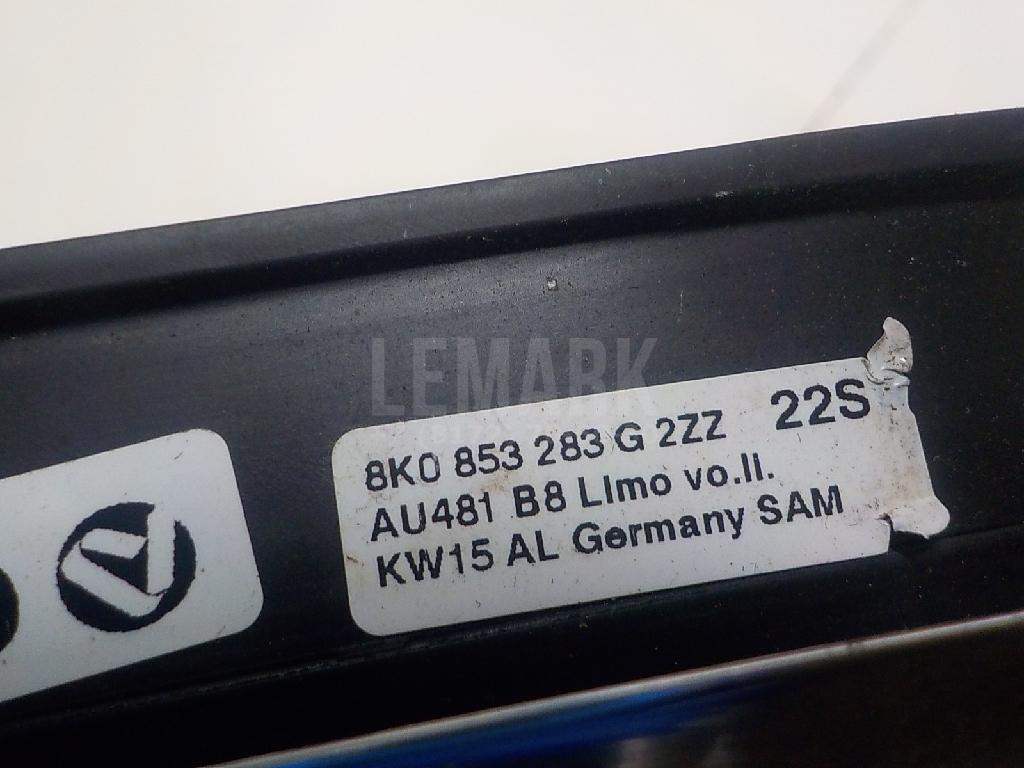 LEMARK
8K0 853 283 G 2ZZ 22S
AU481 B8 Limo vo.li.
KW15 AL Germany SAM